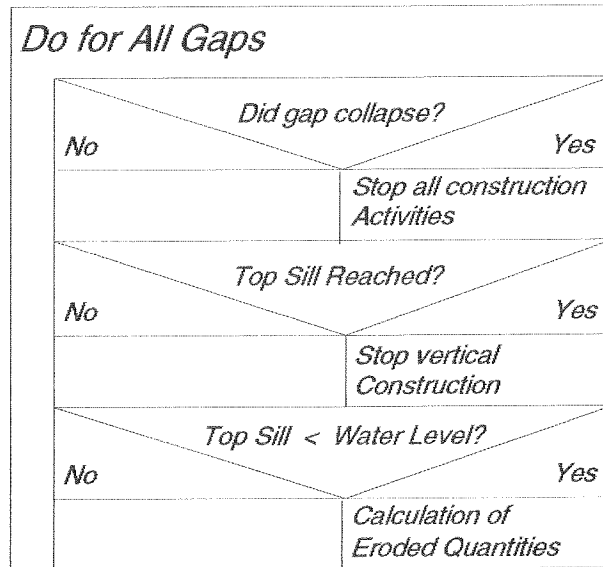 Do for All Gaps
Did gap collapse?
No
Yes
Stop all construction
Activities
Top Sill Reached?
No
Yes
Stop vertical
Construction
Top Sill < Water Level?
No
Yes
Calculation of
Eroded Quantities